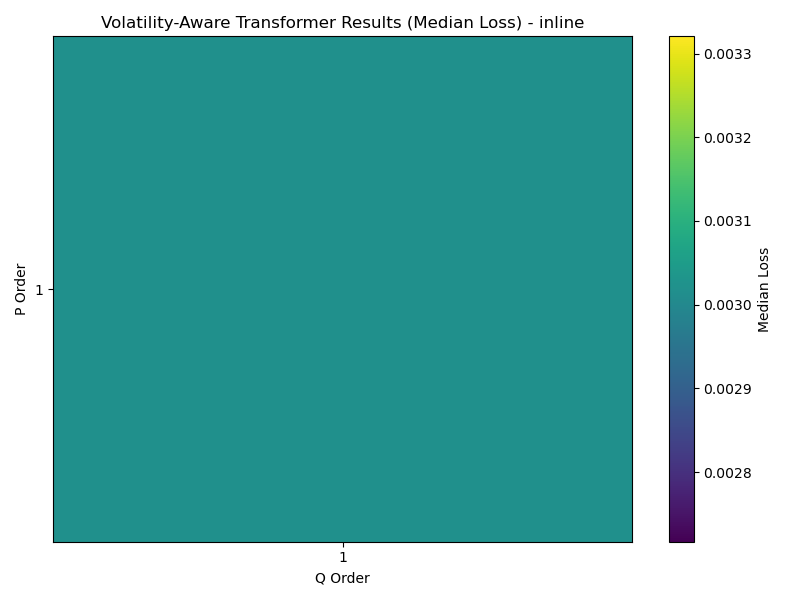 Volatility-Aware Transformer Results (Median Loss) - inline
P Order
1
1
Q Order
0.0033
0.0032
0.0031
0.0030
0.0029
0.0028
Median Loss